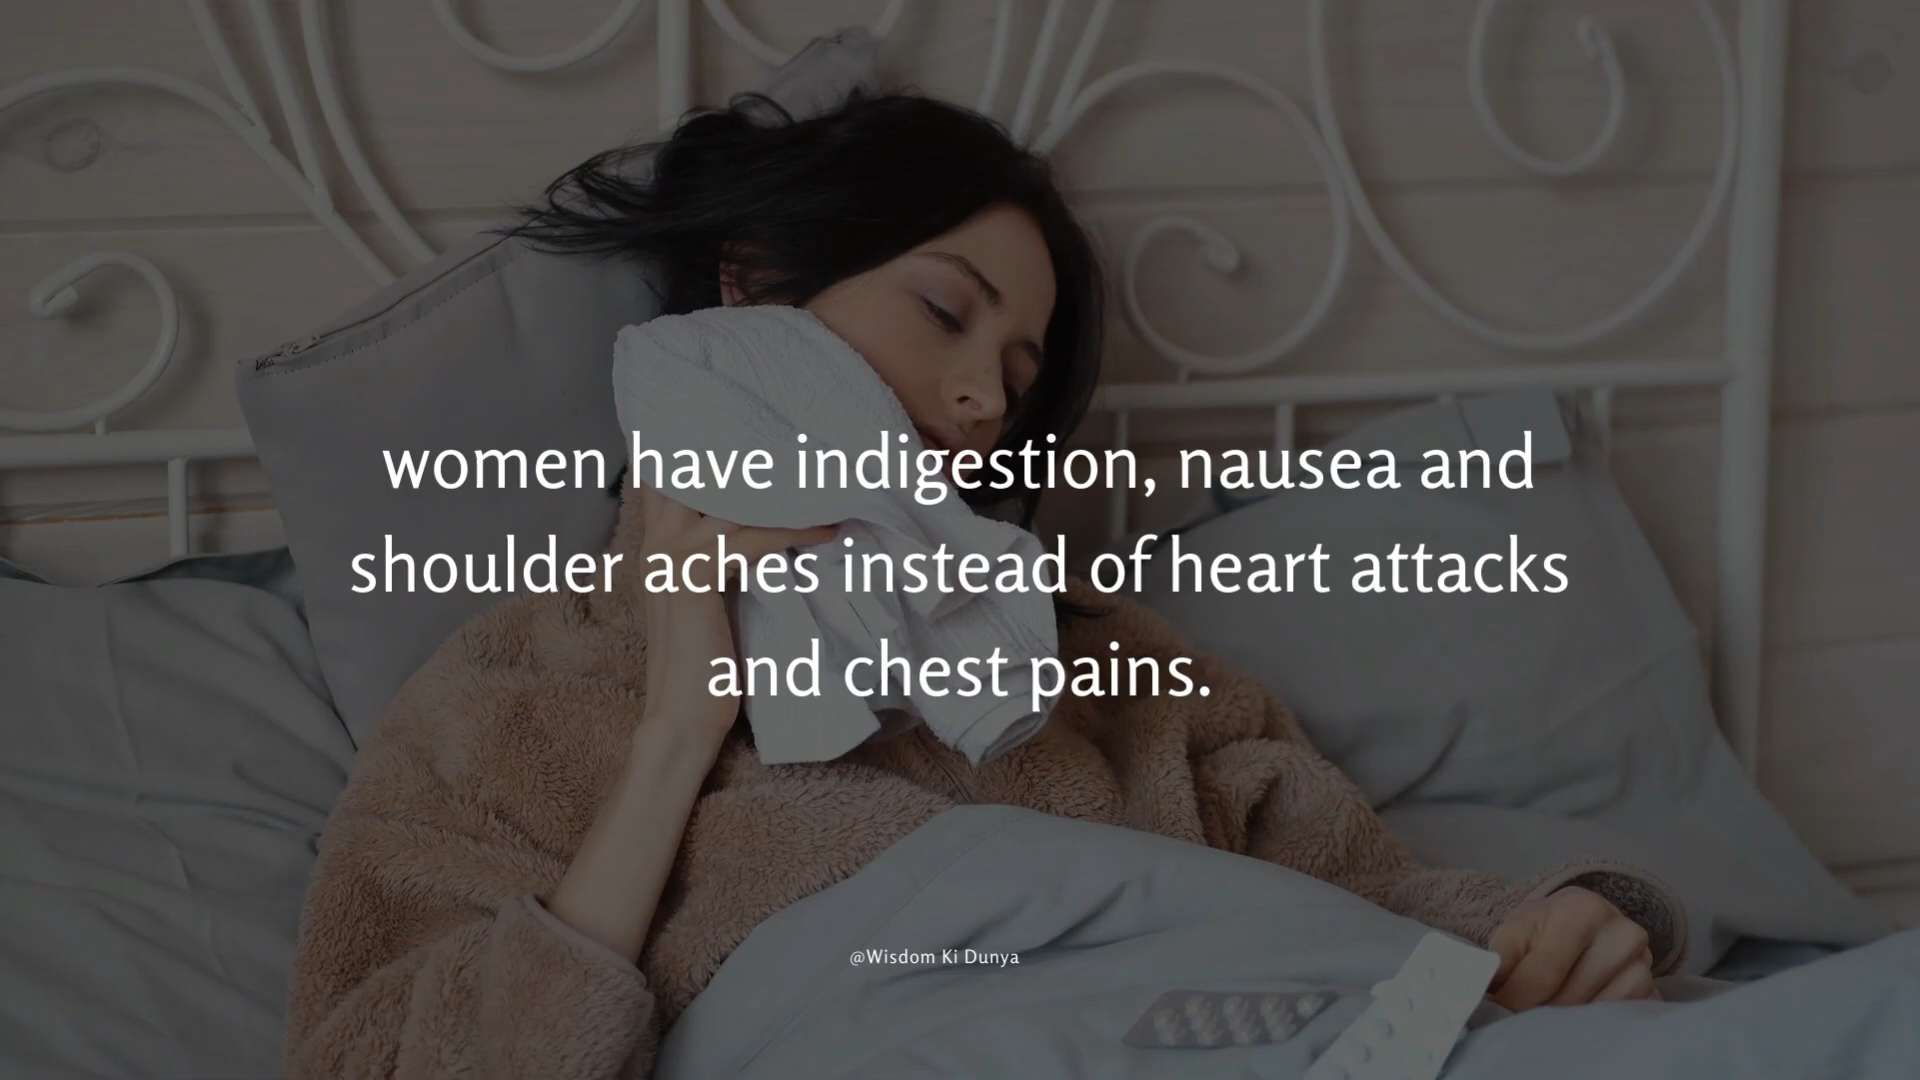 women have indigestion, nausea and
shoulder aches instead of heart attacks
and chest pains.
@Wisdom Ki Dunya